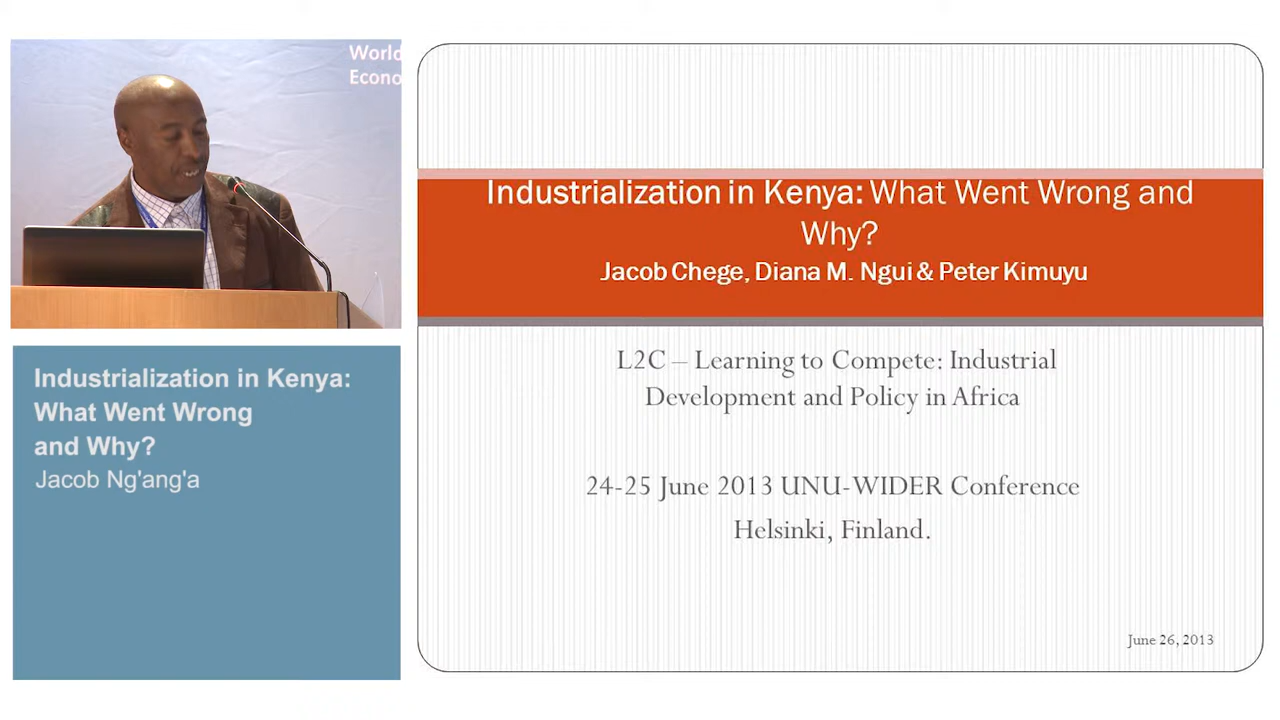 World
Econo
Industrialization in Kenya:
What Went Wrong
and Why?
Jacob Ng'ang'a
Industrialization in Kenya: What Went Wrong and
Why?
Jacob Chege, Diana M. Ngui & Peter Kimuyu
L2C – Learning to Compete: Industrial
Development and Policy in Africa
24-25 June 2013 UNU-WIDER Conference
Helsinki, Finland.
June 26, 2013